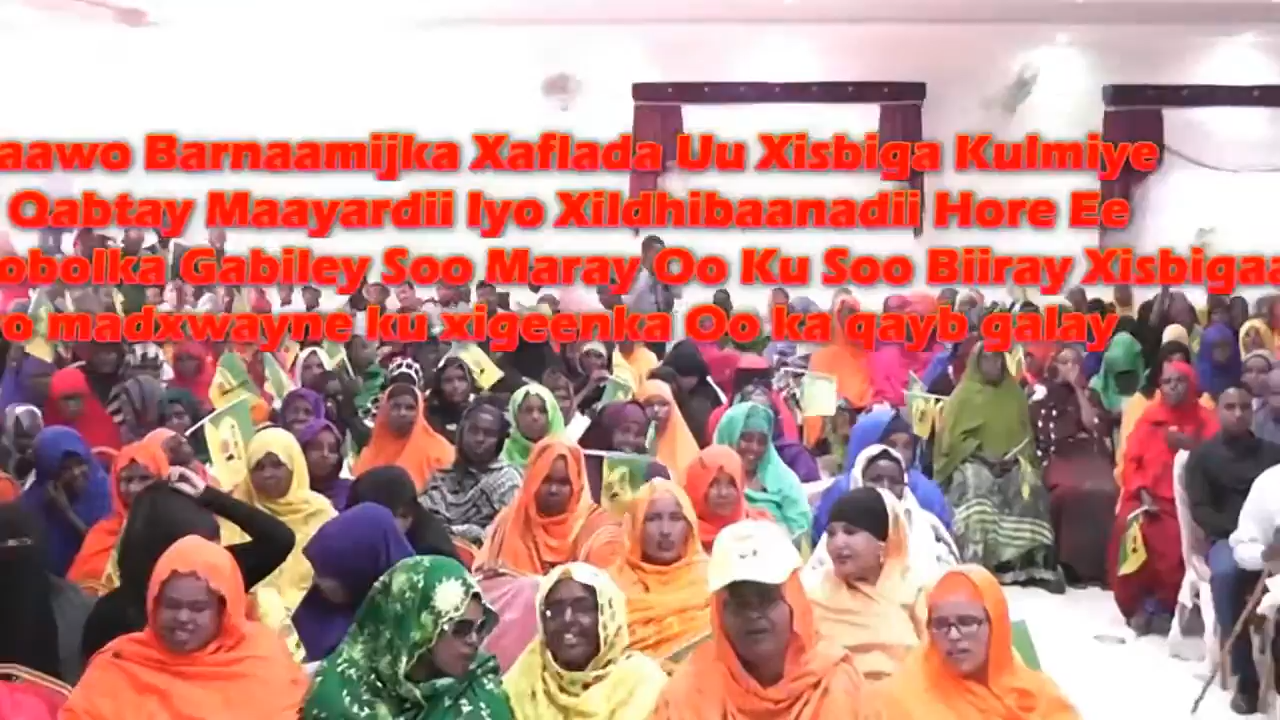 aawo Barnaamijka Xaflada Uu Xisbiga Kulmiye
Qabtay Maayardii Iyo Xildhibaanadii Hore Ee
obolka Gabiley Soo Maray Oo Ku Soo Biiray Xisbigaa
o madxwayne ku xigeenka Oo ka qayb galay